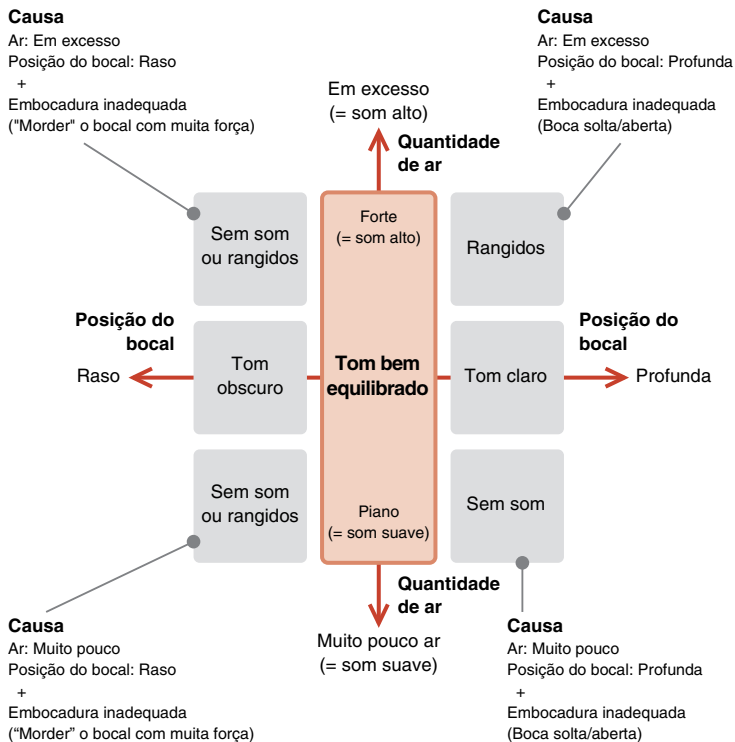 Causa
Ar: Em excesso
Posição do bocal: Raso
+
Embocadura inadequada
("Morder" o bocal com muita força)
Causa
Ar: Em excesso
Posição do bocal: Profunda
+
Embocadura inadequada
(Boca solta/aberta)
Em excesso
(= som alto)
Quantidade
de ar
Sem som
ou rangidos
Forte
(= som alto)
Rangidos
Posição do
bocal
Raso
Tom
obscuro
Tom bem
equilibrado
Tom claro
Posição do
bocal
Profunda
Sem som
ou rangidos
Piano
(= som suave)
Sem som
Quantidade
de ar
Muito pouco ar
(= som suave)
Causa
Ar: Muito pouco
Posição do bocal: Raso
+
Embocadura inadequada
(“Morder” o bocal com muita força)
Causa
Ar: Muito pouco
Posição do bocal: Profunda
+
Embocadura inadequada
(Boca solta/aberta)